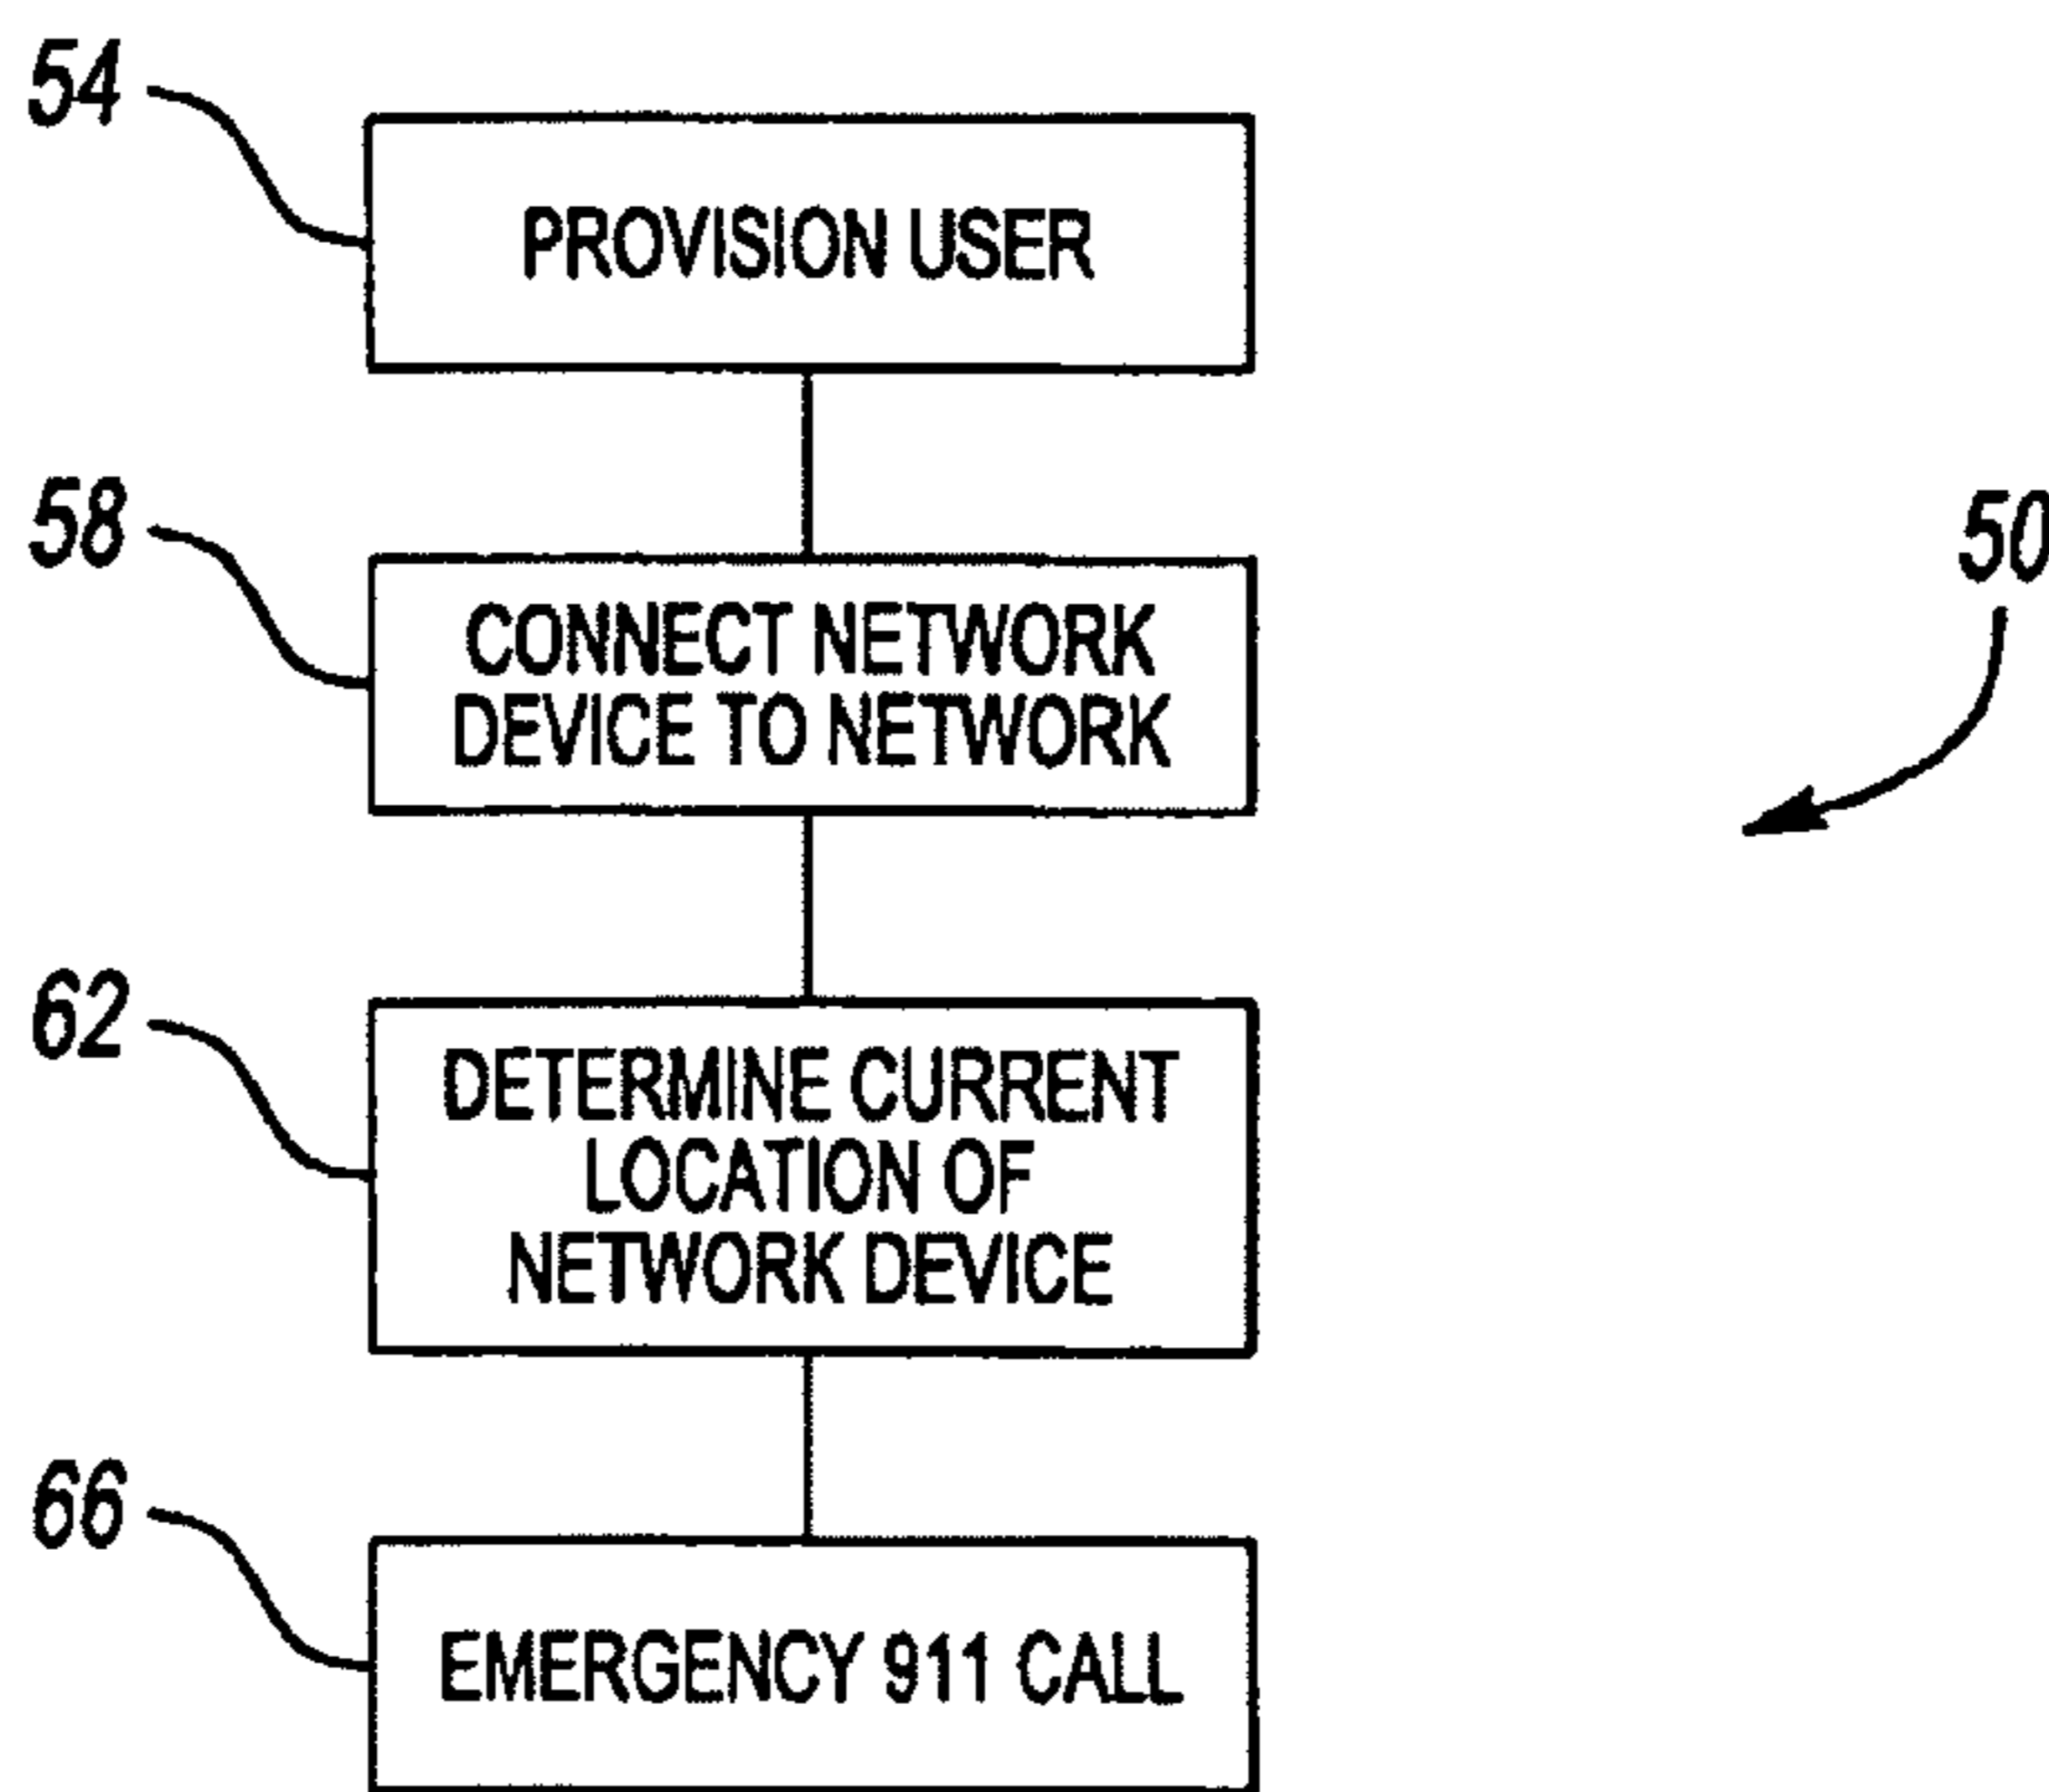 54
PROVISION USER
58
CONNECT NETWORK
DEVICE TO NETWORK
50
62
DETERMINE CURRENT
LOCATION OF
NETWORK DEVICE
66
EMERGENCY 911 CALL